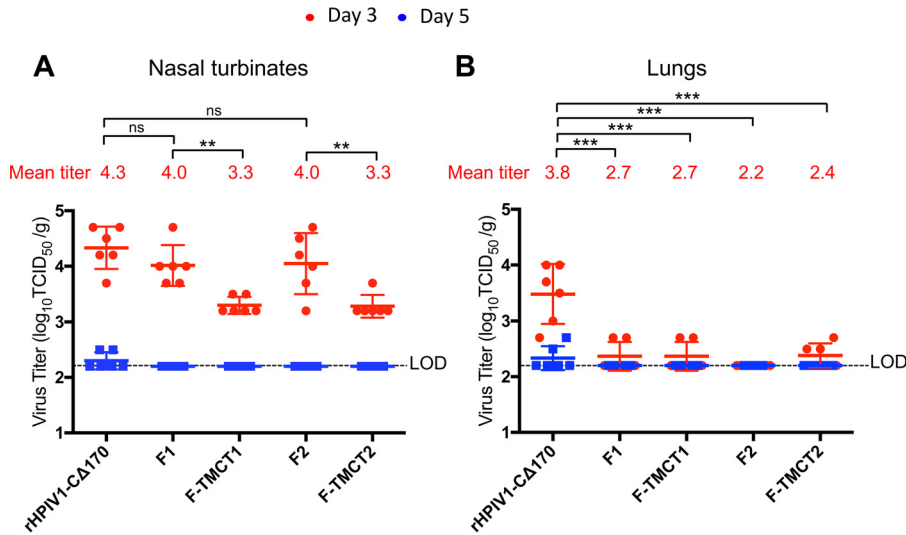 Day 3 Day 5
A Nasal turbinates
ns
ns ** **
Mean titer 4.3 4.0 3.3 4.0 3.3
Virus Titer (log10TCID50/g)
5
4
3
2
1
LOD
rHPIV1-CΔ170 F1 F-TMCT1 F2 F-TMCT2
B Lungs
***
***
***
***
Mean titer 3.8 2.7 2.7 2.2 2.4
Virus Titer (log10TCID50/g)
5
4
3
2
1
LOD
rHPIV1-CΔ170 F1 F-TMCT1 F2 F-TMCT2